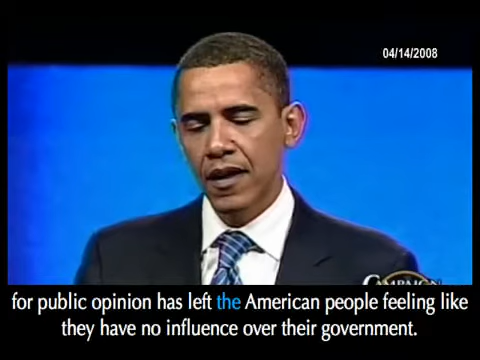 04/14/2008
CAMPAIGN
for public opinion has left the American people feeling like
they have no influence over their government.